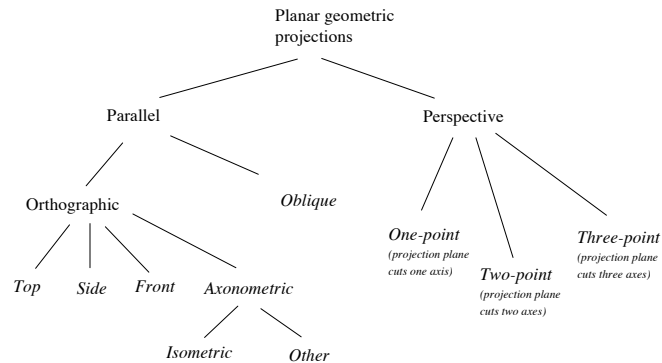 Planar geometric
projections
Parallel
Perspective
Oblique
Orthographic
One-point
(projection plane
cuts one axis)
Two-point
(projection plane
cuts two axes)
Three-point
(projection plane
cuts three axes)
Top
Side
Front
Axonometric
Isometric
Other